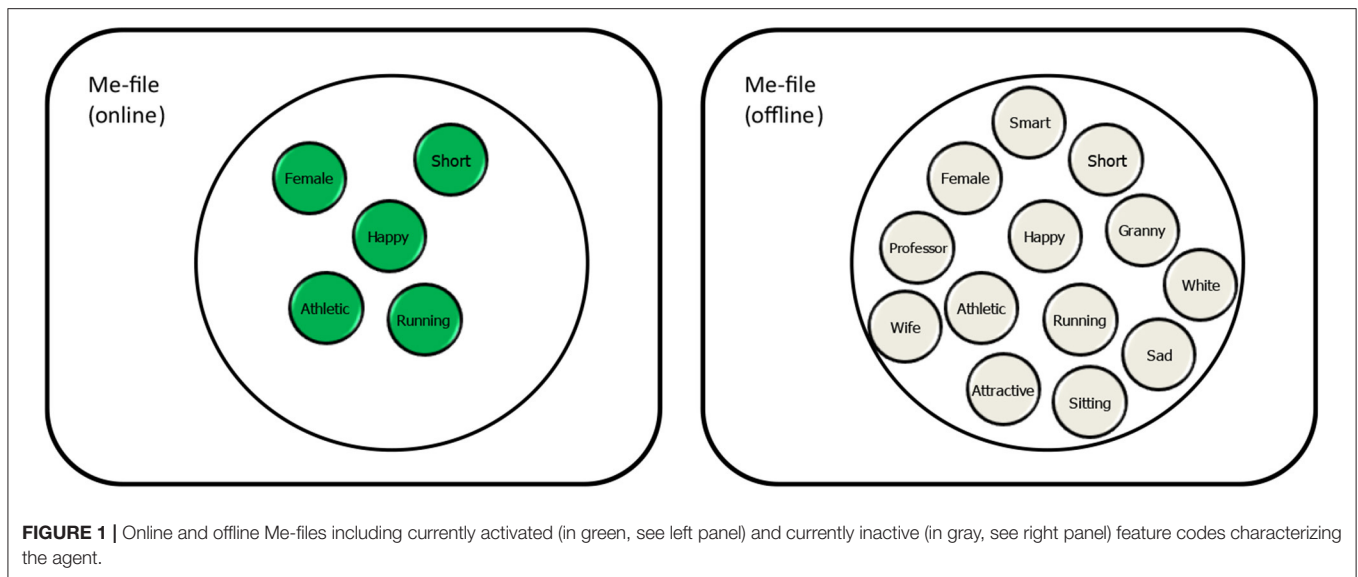 Me-file
(online)
Short
Female
Happy
Athletic
Running
Me-file
(offline)
Smart
Short
Female
Granny
Happy
Professor
White
Athletic
Running
Wife
Sad
Attractive
Sitting
FIGURE 1 | Online and offline Me-files including currently activated (in green, see left panel) and currently inactive (in gray, see right panel) feature codes characterizing
the agent.